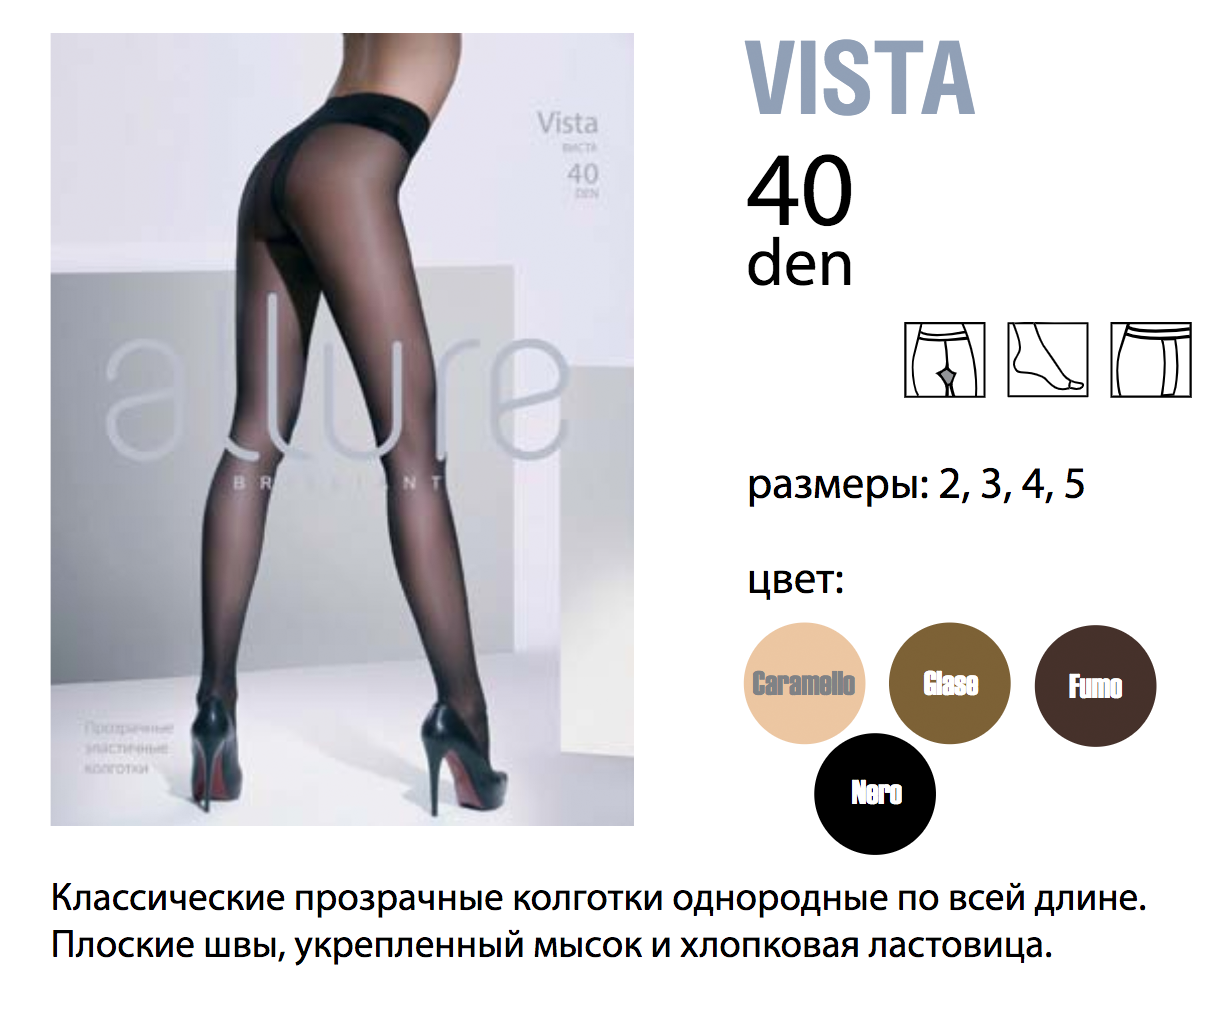 VISTA
40
den
Vista
ВИСТА
40
DEN
allure
BRILLIANT
Прозрачные
эластичные
колготки
размеры: 2, 3, 4, 5
цвет:
Caramello
Glase
Fumo
Nero
Классические прозрачные колготки однородные по всей длине.
Плоские швы, укрепленный мысок и хлопковая ластовица.